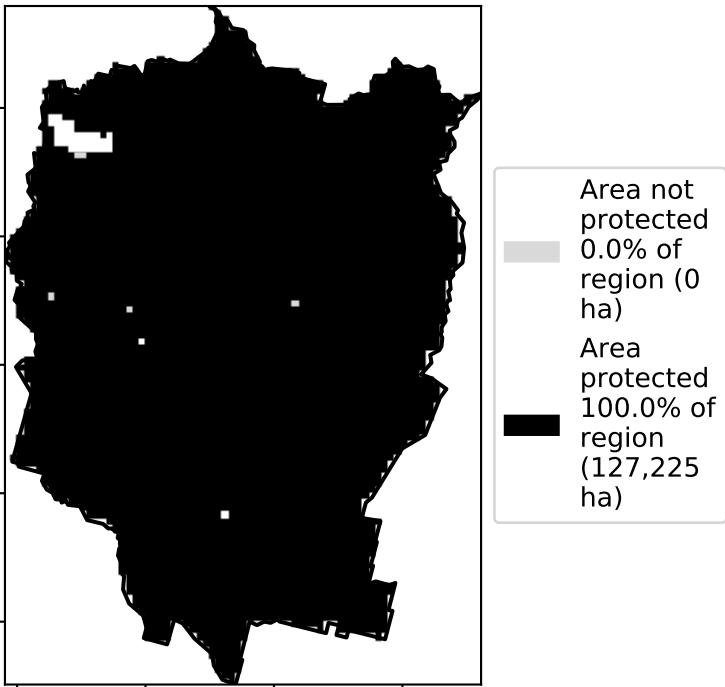 Area not
protected
0.0% of
region (0
ha)
Area
protected
100.0% of
region
(127,225
ha)